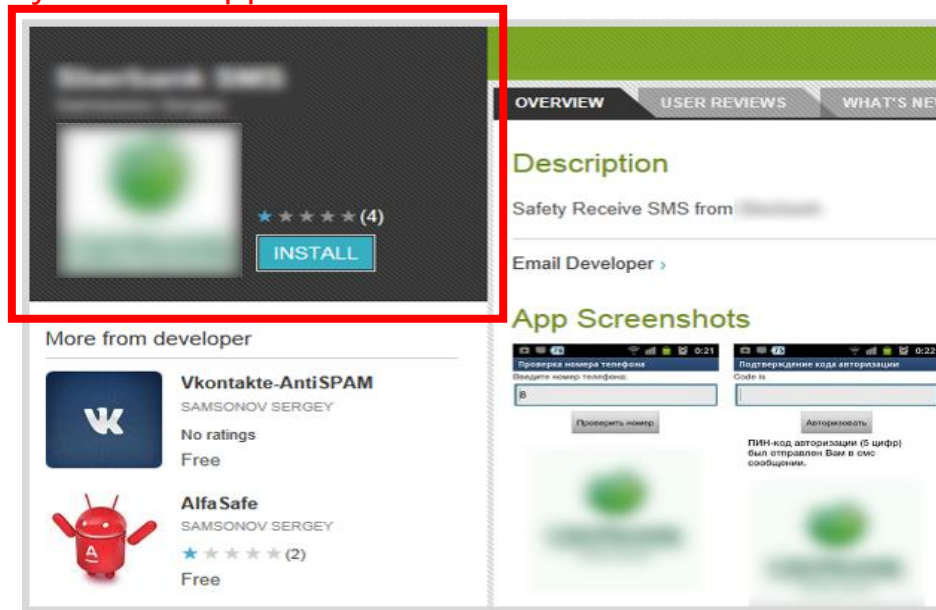 (4)
INSTALL
More from developer
Vkontakte-AntiSPAM
SAMSONOV SERGEY
No ratings
Free
AlfaSafe
SAMSONOV SERGEY
(2)
Free
OVERVIEW
USER REVIEWS
WHAT'S NE
Description
Safety Receive SMS from
Email Developer ›
App Screenshots
0:21
Проверка номера телефона
Введите номер телефона:
8
Проверить номер
0:22
Подтверждение кода авторизации
Code is
Авторизовать
ПИН-код авторизации (5 цифр)
был отправлен Вам в смс
сообщении.